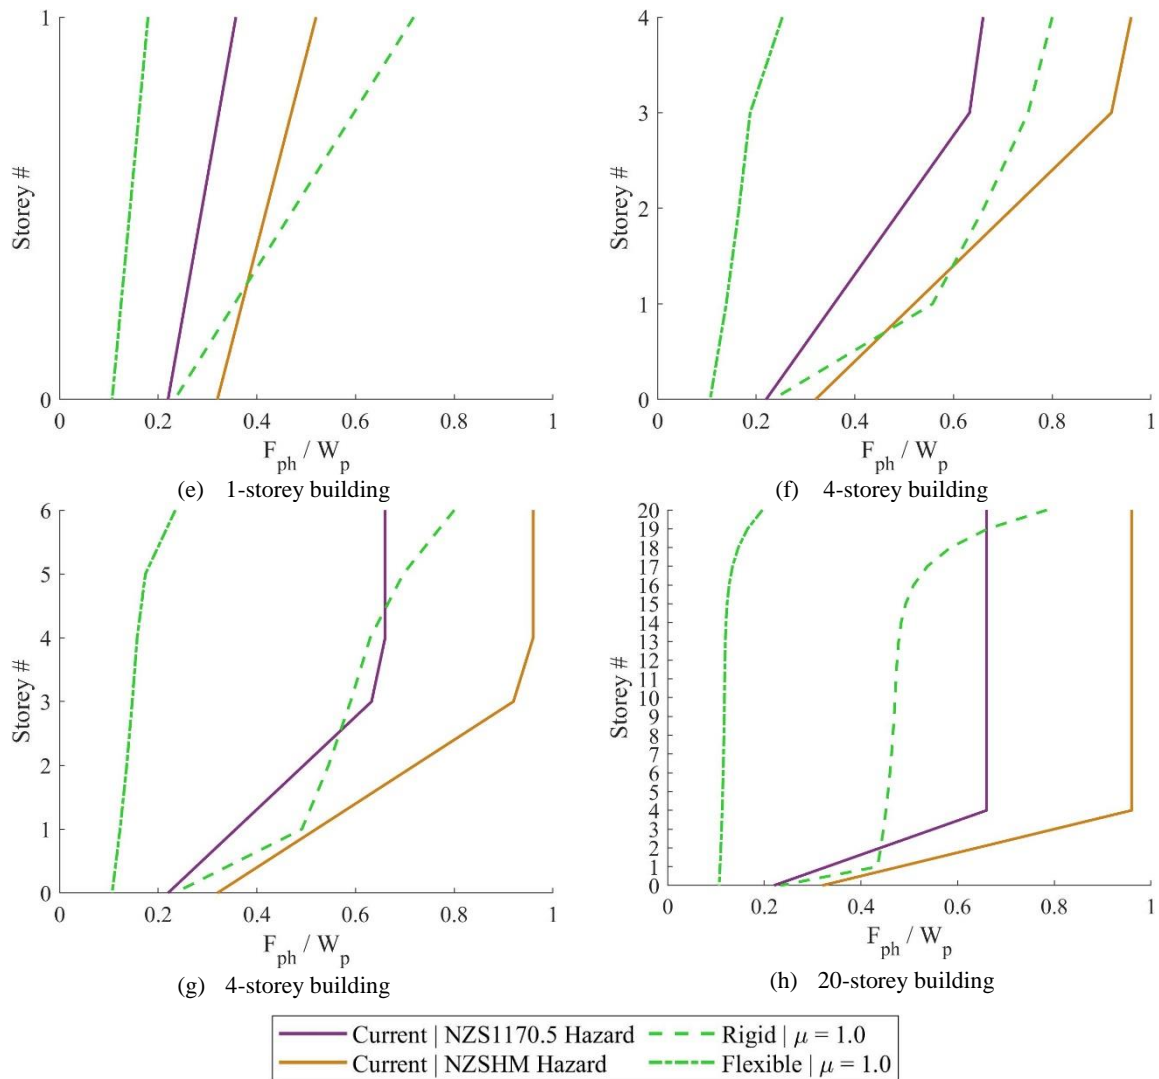 1
0
Storey #
0 0.2 0.4 0.6 0.8 1
F_ph / W_p
(e) 1-storey building
4
3
2
1
0
Storey #
0 0.2 0.4 0.6 0.8 1
F_ph / W_p
(f) 4-storey building
6
5
4
3
2
1
0
Storey #
0 0.2 0.4 0.6 0.8 1
F_ph / W_p
(g) 4-storey building
20
19
18
17
16
15
14
13
12
11
10
9
8
7
6
5
4
3
2
1
0
Storey #
0 0.2 0.4 0.6 0.8 1
F_ph / W_p
(h) 20-storey building
Current | NZS1170.5 Hazard
Current | NZSHM Hazard
Rigid | μ = 1.0
Flexible | μ = 1.0